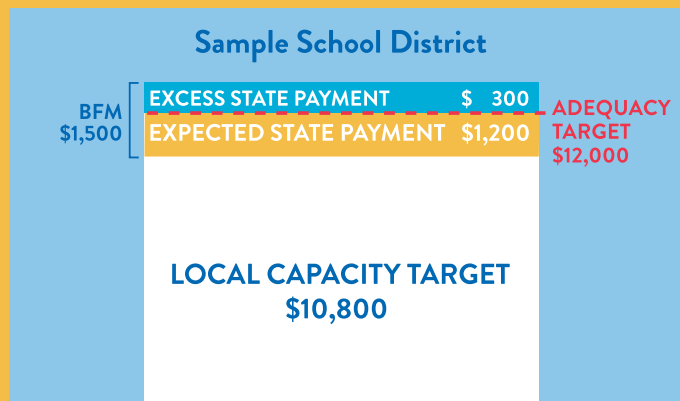 Sample School District
BFM
$1,500
EXCESS STATE PAYMENT $ 300
EXPECTED STATE PAYMENT $1,200
ADEQUACY
TARGET
$12,000
LOCAL CAPACITY TARGET
$10,800